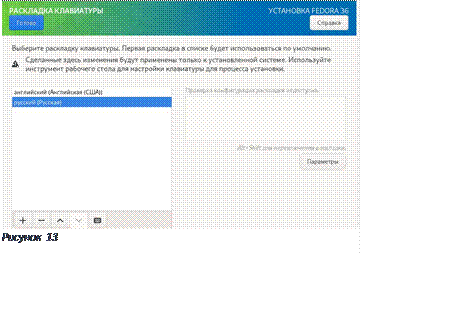 РАСКЛАДКА КЛАВИАТУРЫ
УСТАНОВКА FEDORA 36
Готово
Справка
Выберите раскладку клавиатуры. Первая раскладка в списке будет использоваться по умолчанию.
Сделанные здесь изменения будут применены только к установленной системе. Используйте
инструмент рабочего стола для настройки клавиатуры для процесса установки.
английский (Английская (США))
русский (Русская)
Проверка конфигурации раскладки недоступна.
Alt+Shift для переключения раскладки.
Параметры
Рисунок 13